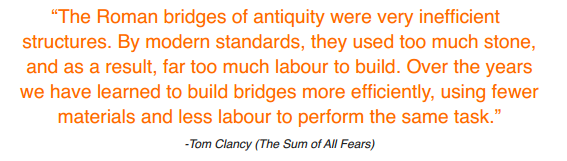 “The Roman bridges of antiquity were very inefficient
structures. By modern standards, they used too much stone,
and as a result, far too much labour to build. Over the years
we have learned to build bridges more efficiently, using fewer
materials and less labour to perform the same task.”
-Tom Clancy (The Sum of All Fears)